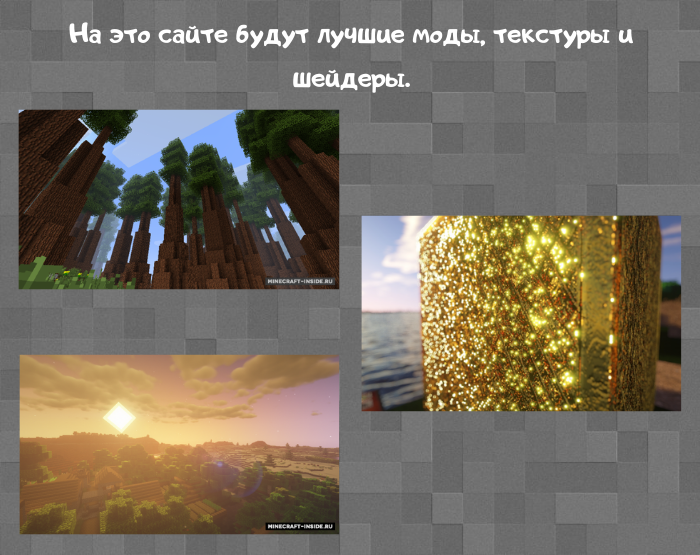 На это сайте будут лучшие моды, текстуры и
шейдеры.
MINECRAFT-INSIDE.RU
MINECRAFT-INSIDE.RU